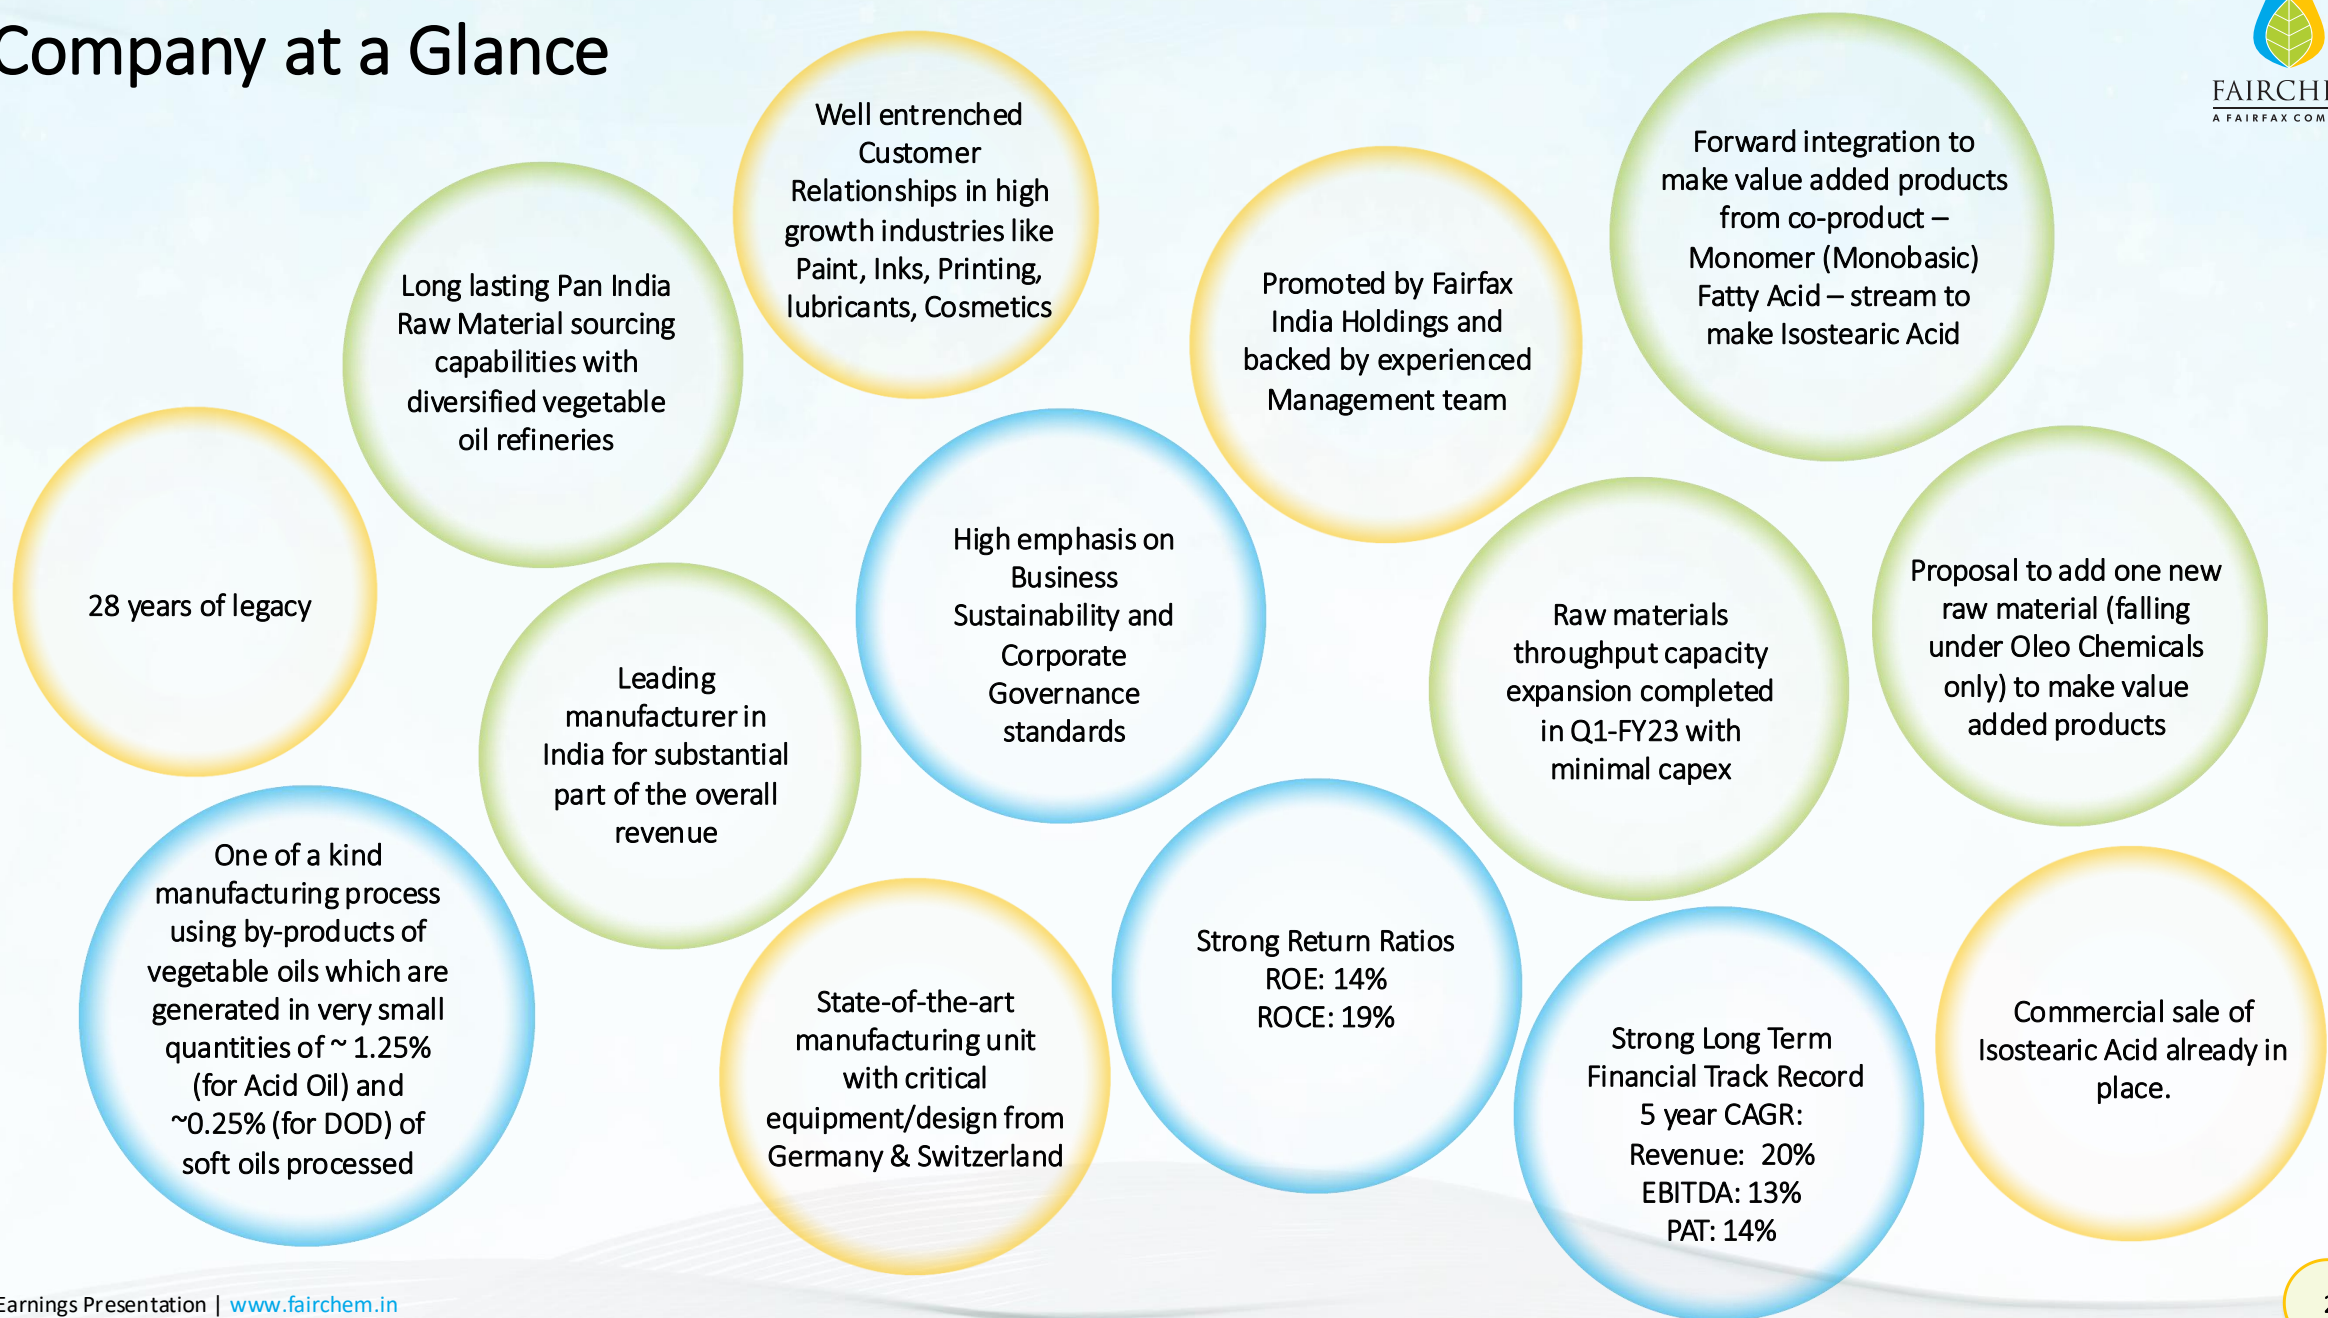 Company at a Glance
FAIRCHE
A FAIRFAX COM
Well entrenched
Customer
Relationships in high
growth industries like
Paint, Inks, Printing,
lubricants, Cosmetics
Forward integration to
make value added products
from co-product –
Monomer (Monobasic)
Fatty Acid – stream to
make Isostearic Acid
Long lasting Pan India
Raw Material sourcing
capabilities with
diversified vegetable
oil refineries
Promoted by Fairfax
India Holdings and
backed by experienced
Management team
28 years of legacy
High emphasis on
Business
Sustainability and
Corporate
Governance
standards
Raw materials
throughput capacity
expansion completed
in Q1-FY23 with
minimal capex
Proposal to add one new
raw material (falling
under Oleo Chemicals
only) to make value
added products
Leading
manufacturer in
India for substantial
part of the overall
revenue
One of a kind
manufacturing process
using by-products of
vegetable oils which are
generated in very small
quantities of ~ 1.25%
(for Acid Oil) and
~0.25% (for DOD) of
soft oils processed
State-of-the-art
manufacturing unit
with critical
equipment/design from
Germany & Switzerland
Strong Return Ratios
ROE: 14%
ROCE: 19%
Strong Long Term
Financial Track Record
5 year CAGR:
Revenue: 20%
EBITDA: 13%
PAT: 14%
Commercial sale of
Isostearic Acid already in
place.
Earnings Presentation | www.fairchem.in